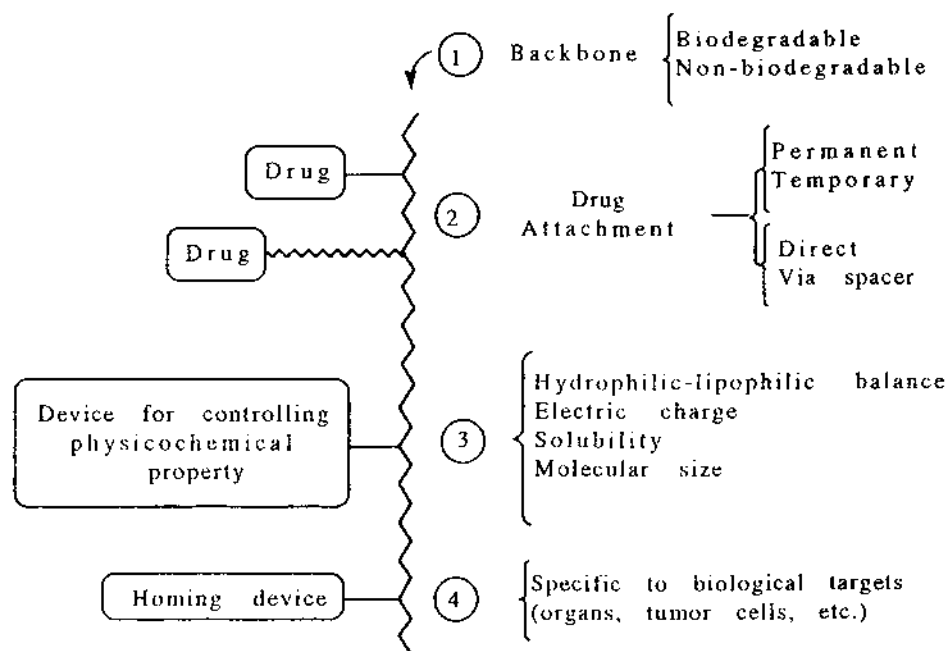 1
Backbone
Biodegradable
Non-biodegradable
Drug
Drug
2
Drug
Attachment
Permanent
Temporary
Direct
Via spacer
Device for controlling
physicochemical
property
3
Hydrophilic-lipophilic balance
Electric charge
Solubility
Molecular size
Homing device
4
Specific to biological targets
(organs, tumor cells, etc.)